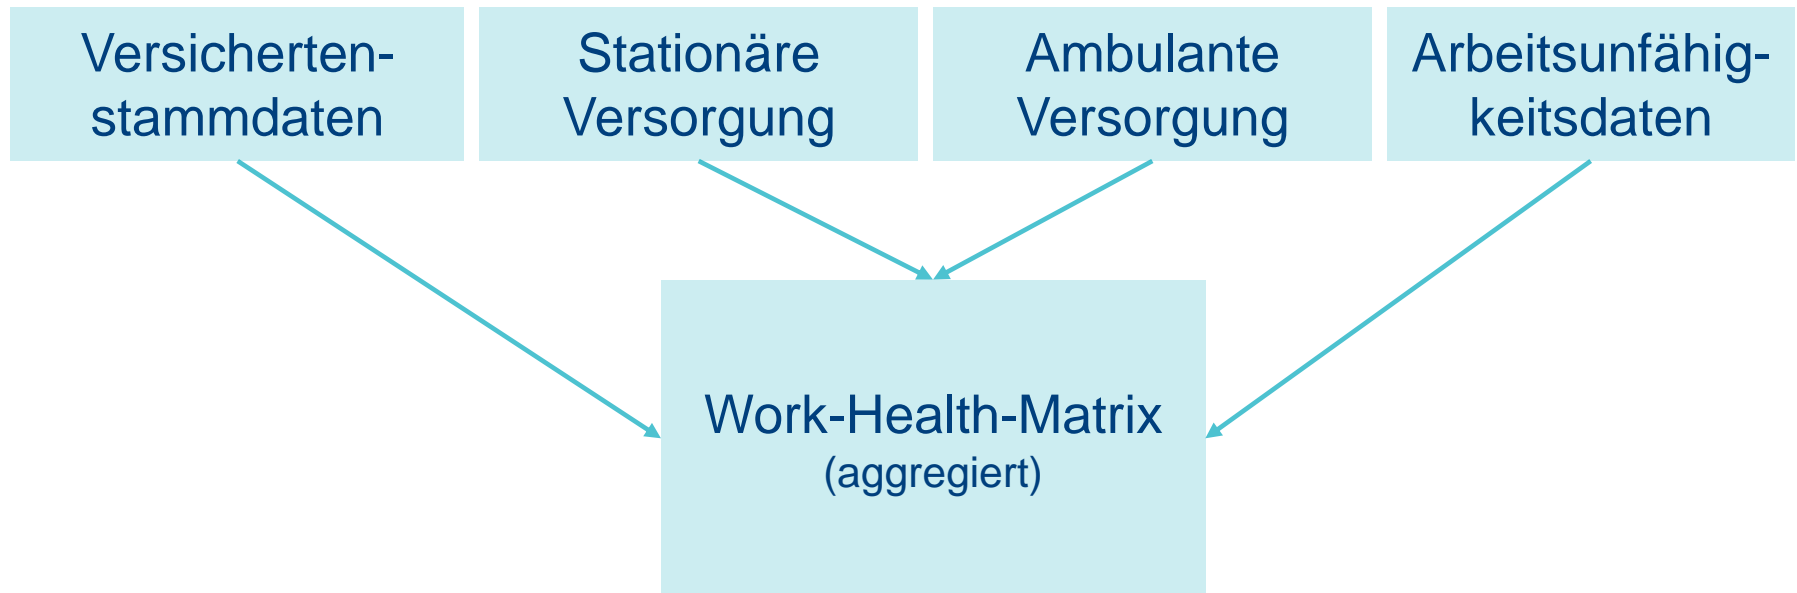 Versicherten-
stammdaten
Stationäre
Versorgung
Ambulante
Versorgung
Arbeitsunfähig-
keitsdaten
Work-Health-Matrix
(aggregiert)